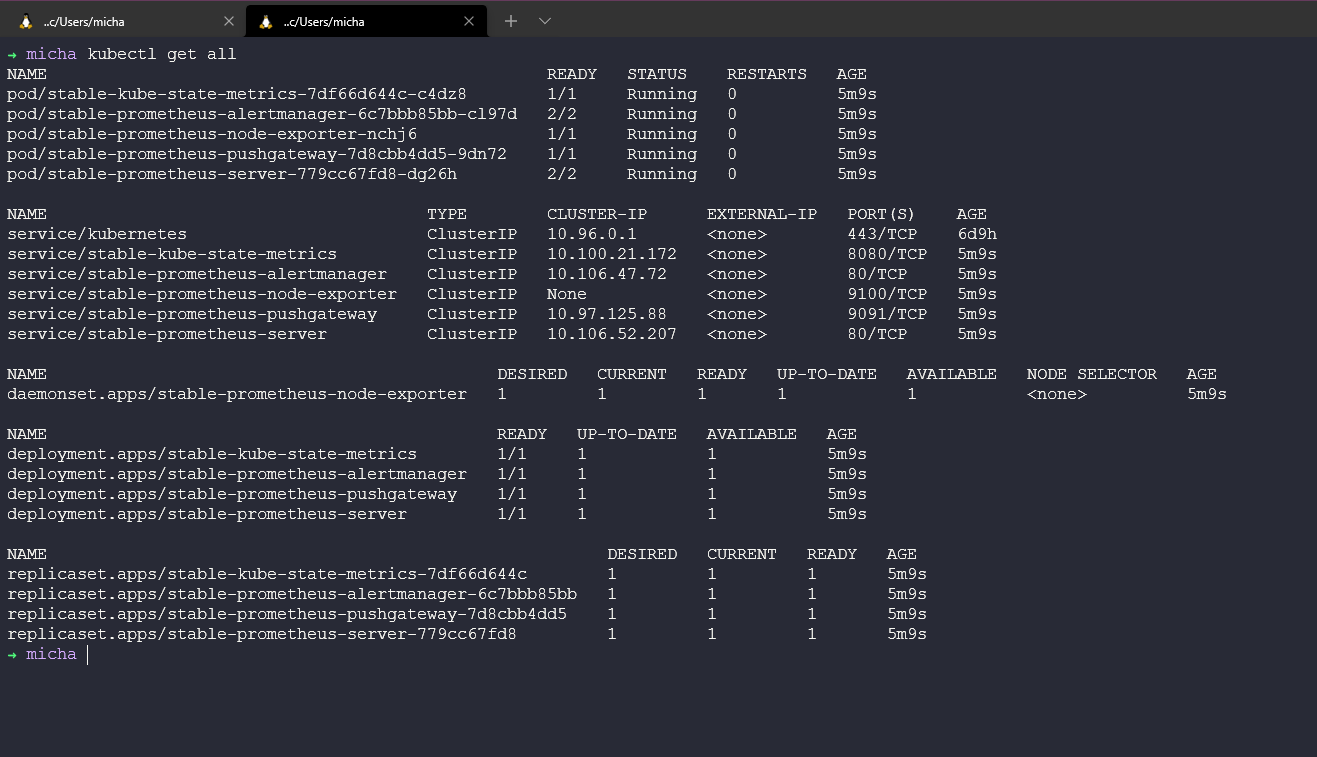 ..c/Users/micha
..c/Users/micha
→ micha kubectl get all
NAME READY STATUS RESTARTS AGE
pod/stable-kube-state-metrics-7df66d644c-c4dz8 1/1 Running 0 5m9s
pod/stable-prometheus-alertmanager-6c7bbb85bb-cl97d 2/2 Running 0 5m9s
pod/stable-prometheus-node-exporter-nchj6 1/1 Running 0 5m9s
pod/stable-prometheus-pushgateway-7d8cbb4dd5-9dn72 1/1 Running 0 5m9s
pod/stable-prometheus-server-779cc67fd8-dg26h 2/2 Running 0 5m9s
NAME TYPE CLUSTER-IP EXTERNAL-IP PORT(S) AGE
service/kubernetes ClusterIP 10.96.0.1 <none> 443/TCP 6d9h
service/stable-kube-state-metrics ClusterIP 10.100.21.172 <none> 8080/TCP 5m9s
service/stable-prometheus-alertmanager ClusterIP 10.106.47.72 <none> 80/TCP 5m9s
service/stable-prometheus-node-exporter ClusterIP None <none> 9100/TCP 5m9s
service/stable-prometheus-pushgateway ClusterIP 10.97.125.88 <none> 9091/TCP 5m9s
service/stable-prometheus-server ClusterIP 10.106.52.207 <none> 80/TCP 5m9s
NAME DESIRED CURRENT READY UP-TO-DATE AVAILABLE NODE SELECTOR AGE
daemonset.apps/stable-prometheus-node-exporter 1 1 1 1 1 <none> 5m9s
NAME READY UP-TO-DATE AVAILABLE AGE
deployment.apps/stable-kube-state-metrics 1/1 1 1 5m9s
deployment.apps/stable-prometheus-alertmanager 1/1 1 1 5m9s
deployment.apps/stable-prometheus-pushgateway 1/1 1 1 5m9s
deployment.apps/stable-prometheus-server 1/1 1 1 5m9s
NAME DESIRED CURRENT READY AGE
replicaset.apps/stable-kube-state-metrics-7df66d644c 1 1 1 5m9s
replicaset.apps/stable-prometheus-alertmanager-6c7bbb85bb 1 1 1 5m9s
replicaset.apps/stable-prometheus-pushgateway-7d8cbb4dd5 1 1 1 5m9s
replicaset.apps/stable-prometheus-server-779cc67fd8 1 1 1 5m9s
→ micha